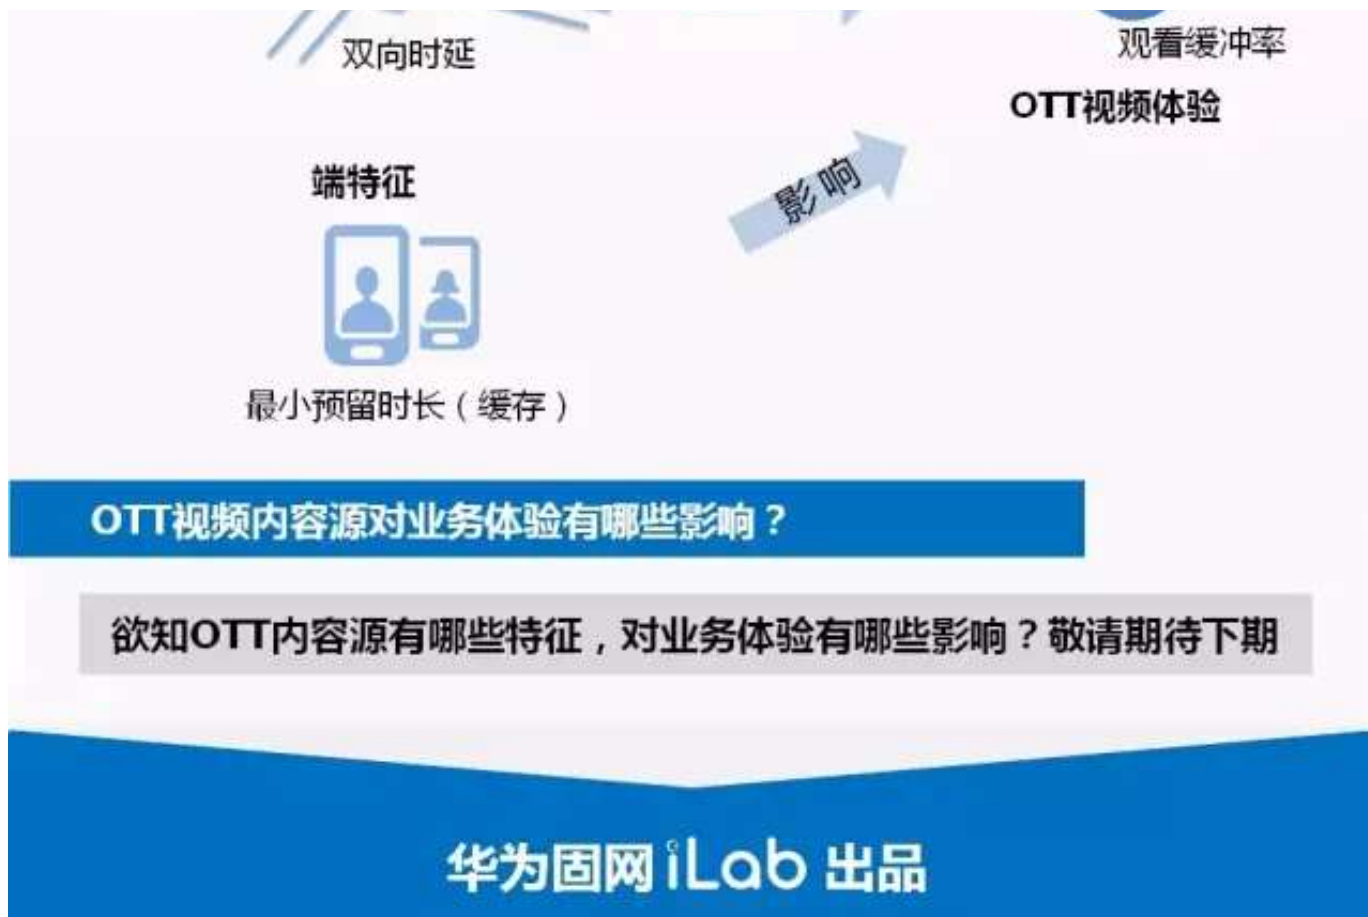 双向时延
观看缓冲率
OTT视频体验
影响
端特征
最小预留时长（缓存）
OTT视频内容源对业务体验有哪些影响？
欲知OTT内容源有哪些特征，对业务体验有哪些影响？敬请期待下期
华为固网 iLab 出品